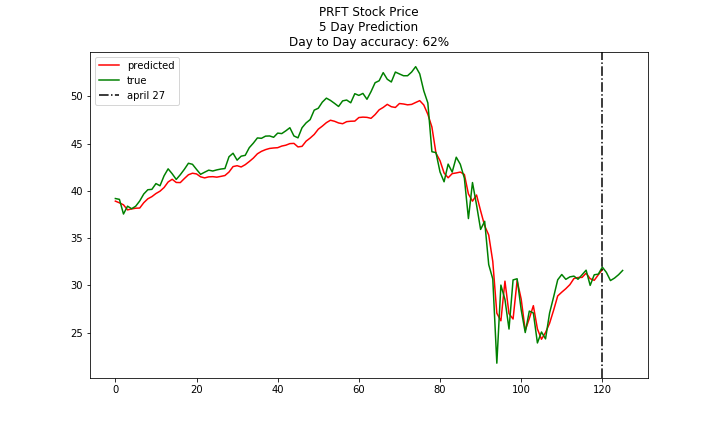 PRFT Stock Price
5 Day Prediction
Day to Day accuracy: 62%
predicted
true
april 27
50
45
40
35
30
25
0 20 40 60 80 100 120